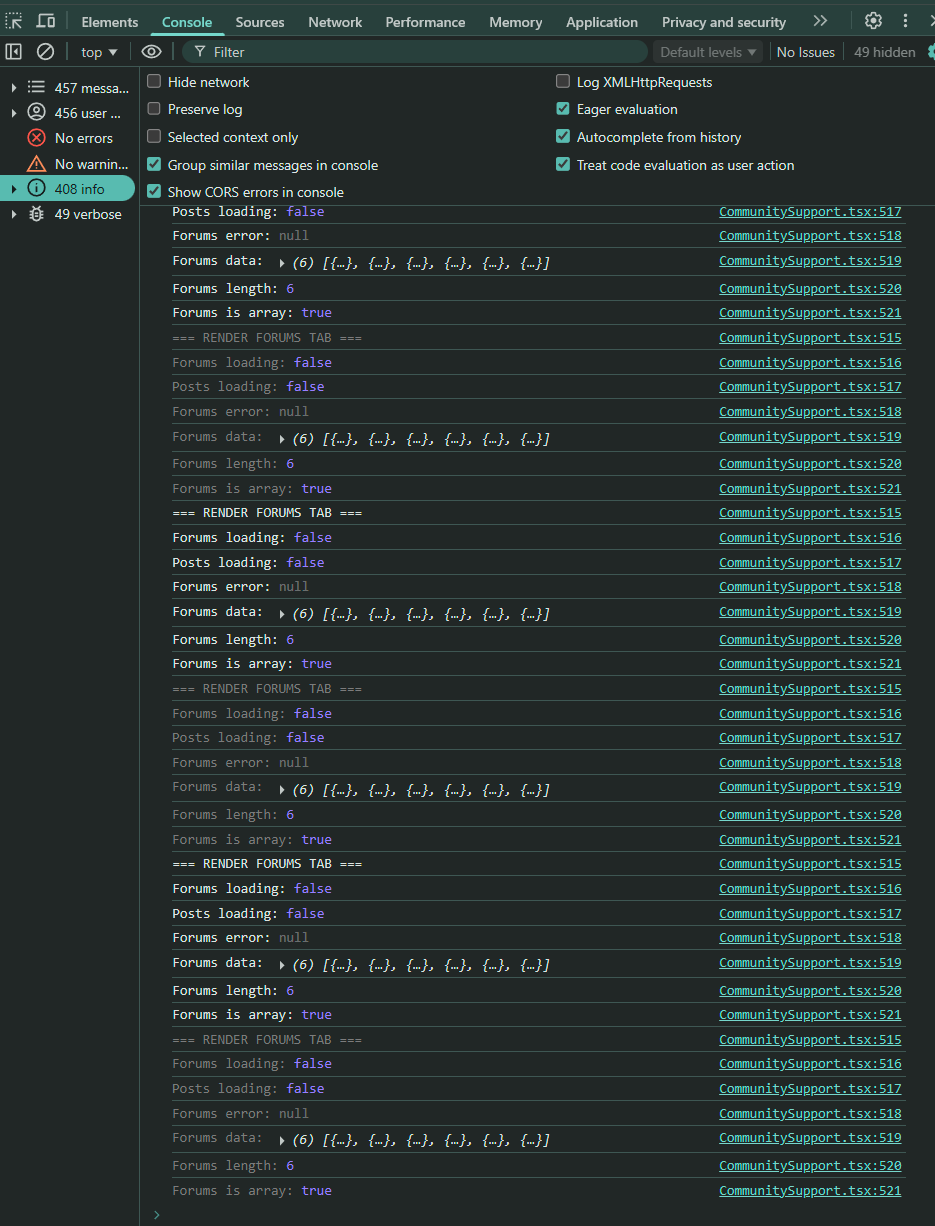 Elements Console Sources Network Performance Memory Application Privacy and security
top Filter Default levels No Issues 49 hidden
457 messa...
456 user ...
No errors
No warnin...
408 info
49 verbose
Hide network Log XMLHttpRequests
Preserve log Eager evaluation
Selected context only Autocomplete from history
Group similar messages in console Treat code evaluation as user action
Show CORS errors in console
Posts loading: false CommunitySupport.tsx:517
Forums error: null CommunitySupport.tsx:518
Forums data: (6) [{…}, {…}, {…}, {…}, {…}, {…}] CommunitySupport.tsx:519
Forums length: 6 CommunitySupport.tsx:520
Forums is array: true CommunitySupport.tsx:521
=== RENDER FORUMS TAB === CommunitySupport.tsx:515
Forums loading: false CommunitySupport.tsx:516
Posts loading: false CommunitySupport.tsx:517
Forums error: null CommunitySupport.tsx:518
Forums data: (6) [{…}, {…}, {…}, {…}, {…}, {…}] CommunitySupport.tsx:519
Forums length: 6 CommunitySupport.tsx:520
Forums is array: true CommunitySupport.tsx:521
=== RENDER FORUMS TAB === CommunitySupport.tsx:515
Forums loading: false CommunitySupport.tsx:516
Posts loading: false CommunitySupport.tsx:517
Forums error: null CommunitySupport.tsx:518
Forums data: (6) [{…}, {…}, {…}, {…}, {…}, {…}] CommunitySupport.tsx:519
Forums length: 6 CommunitySupport.tsx:520
Forums is array: true CommunitySupport.tsx:521
=== RENDER FORUMS TAB === CommunitySupport.tsx:515
Forums loading: false CommunitySupport.tsx:516
Posts loading: false CommunitySupport.tsx:517
Forums error: null CommunitySupport.tsx:518
Forums data: (6) [{…}, {…}, {…}, {…}, {…}, {…}] CommunitySupport.tsx:519
Forums length: 6 CommunitySupport.tsx:520
Forums is array: true CommunitySupport.tsx:521
=== RENDER FORUMS TAB === CommunitySupport.tsx:515
Forums loading: false CommunitySupport.tsx:516
Posts loading: false CommunitySupport.tsx:517
Forums error: null CommunitySupport.tsx:518
Forums data: (6) [{…}, {…}, {…}, {…}, {…}, {…}] CommunitySupport.tsx:519
Forums length: 6 CommunitySupport.tsx:520
Forums is array: true CommunitySupport.tsx:521
=== RENDER FORUMS TAB === CommunitySupport.tsx:515
Forums loading: false CommunitySupport.tsx:516
Posts loading: false CommunitySupport.tsx:517
Forums error: null CommunitySupport.tsx:518
Forums data: (6) [{…}, {…}, {…}, {…}, {…}, {…}] CommunitySupport.tsx:519
Forums length: 6 CommunitySupport.tsx:520
Forums is array: true CommunitySupport.tsx:521